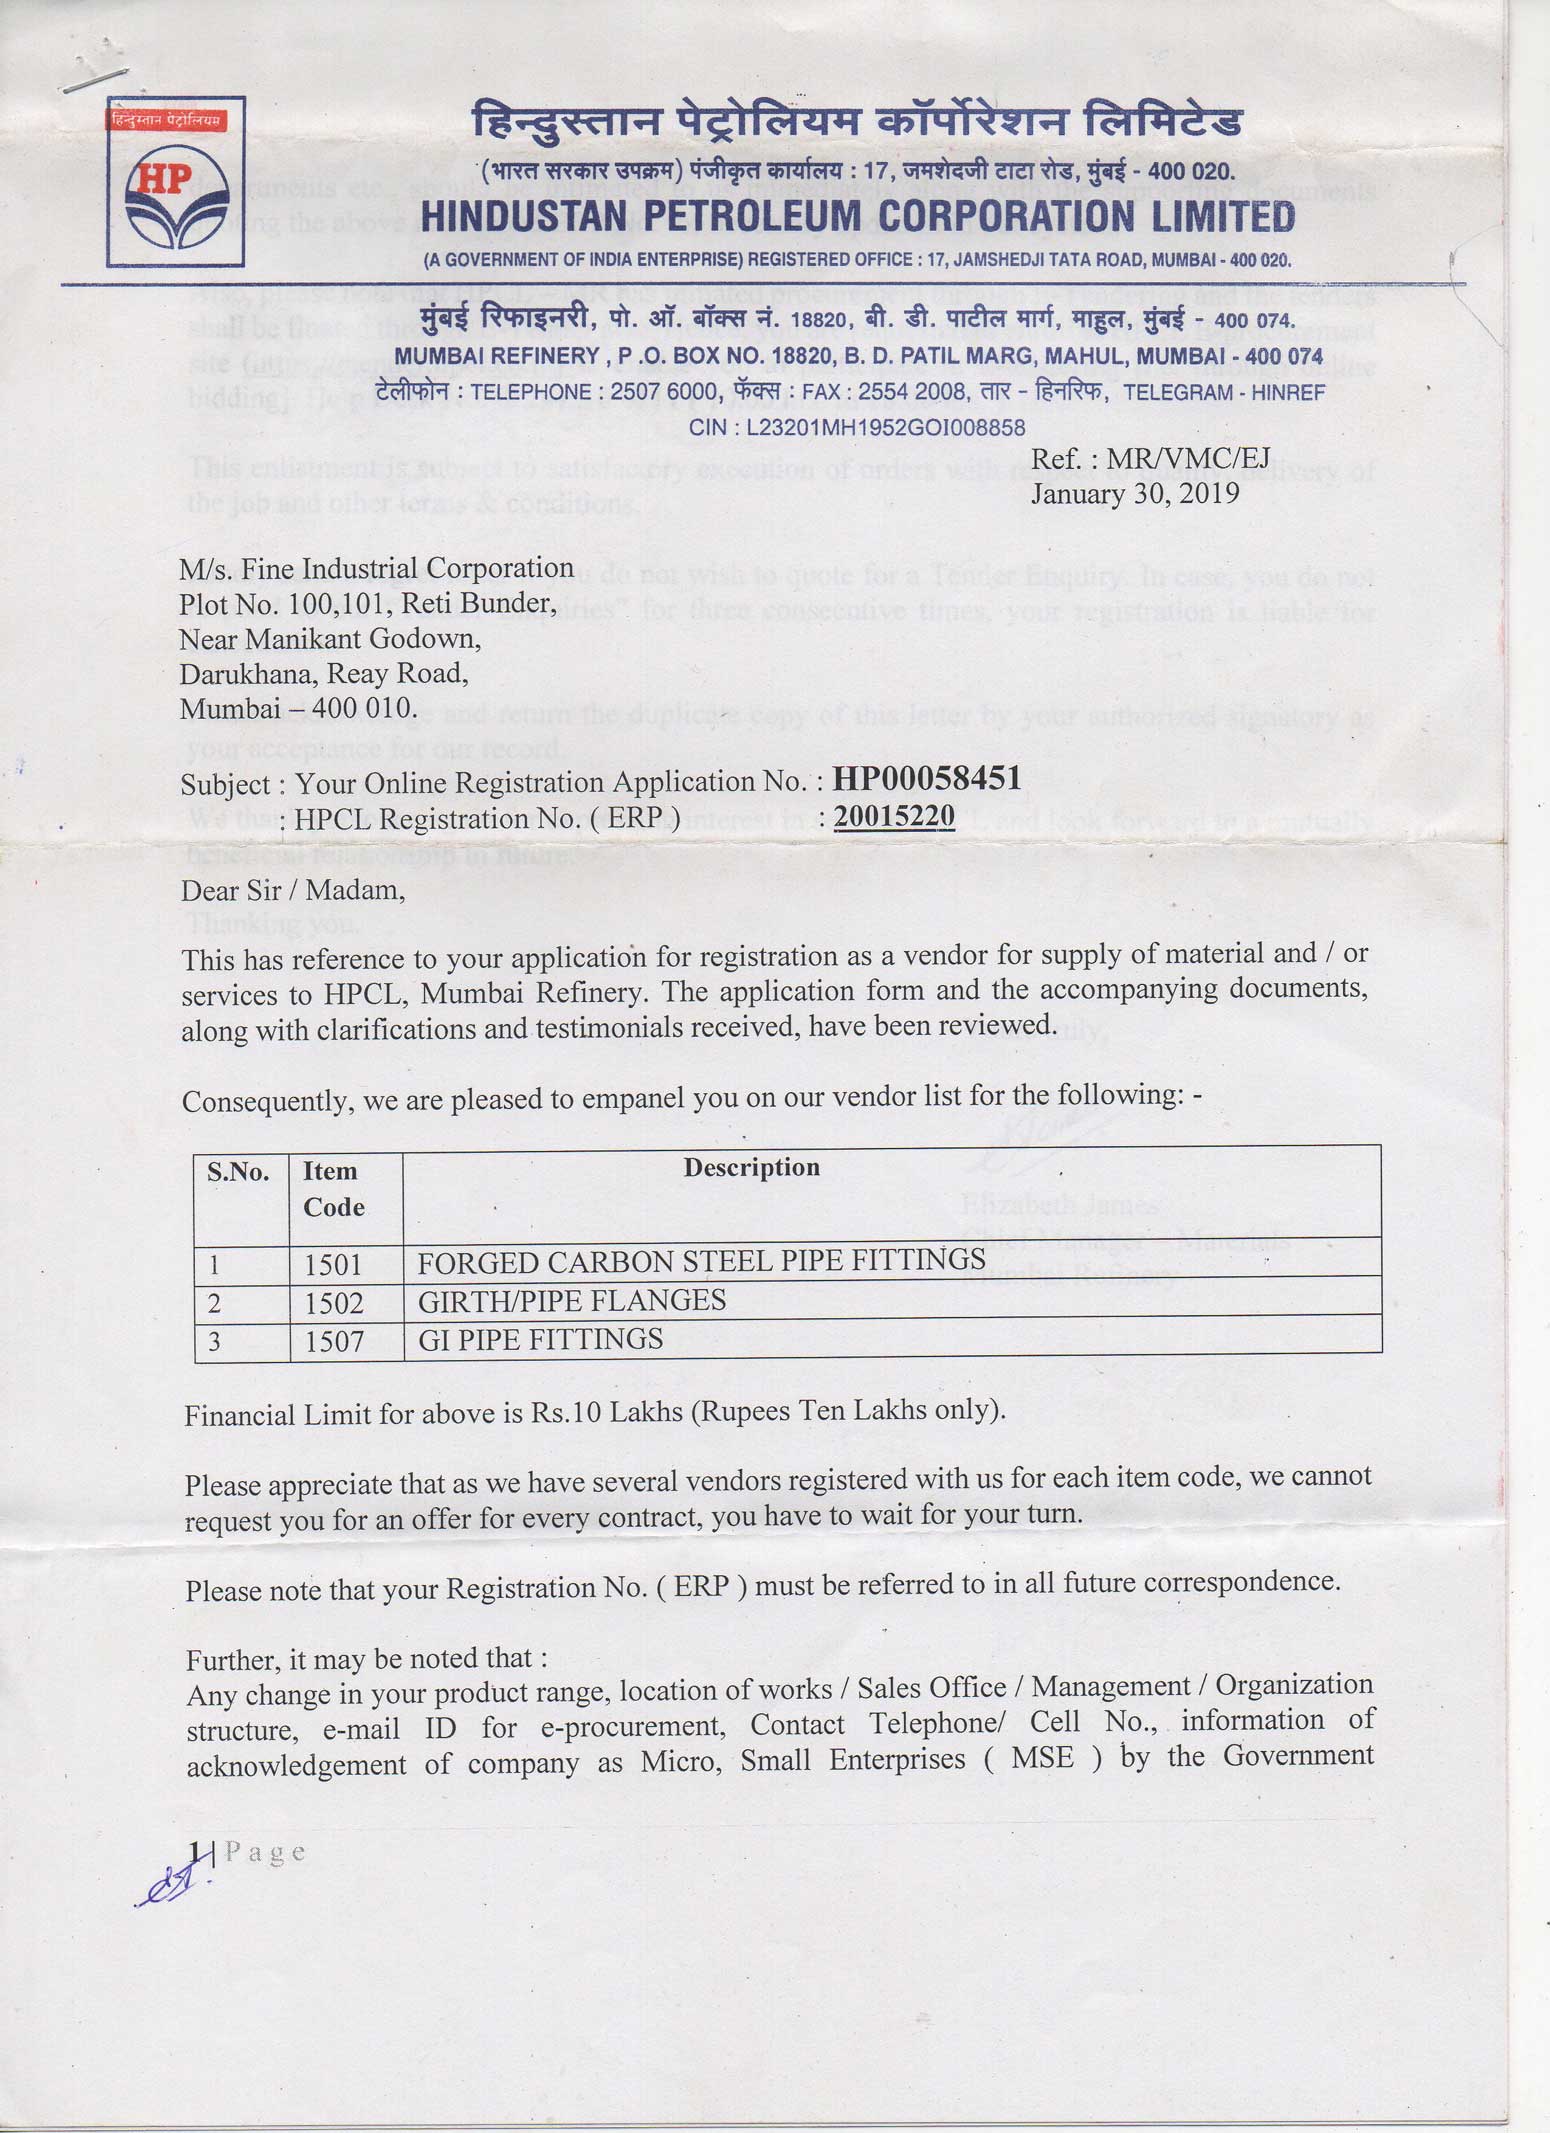 हिन्दुस्तान पेट्रोलियम
HP
हिन्दुस्तान पेट्रोलियम कॉर्पोरेशन लिमिटेड
(भारत सरकार उपक्रम) पंजीकृत कार्यालय : 17, जमशेदजी टाटा रोड, मुंबई - 400 020.
HINDUSTAN PETROLEUM CORPORATION LIMITED
(A GOVERNMENT OF INDIA ENTERPRISE) REGISTERED OFFICE : 17, JAMSHEDJI TATA ROAD, MUMBAI - 400 020.
मुंबई रिफाइनरी, पो. ऑ. बॉक्स नं. 18820, बी. डी. पाटील मार्ग, माहुल, मुंबई - 400 074.
MUMBAI REFINERY , P .O. BOX NO. 18820, B. D. PATIL MARG, MAHUL, MUMBAI - 400 074
टेलीफोन : TELEPHONE : 2507 6000, फॅक्स : FAX : 2554 2008, तार - हिनरिफ, TELEGRAM - HINREF
CIN : L23201MH1952GOI008858
Ref. : MR/VMC/EJ
January 30, 2019
M/s. Fine Industrial Corporation
Plot No. 100,101, Reti Bunder,
Near Manikant Godown,
Darukhana, Reay Road,
Mumbai – 400 010.
Subject : Your Online Registration Application No. : HP00058451
: HPCL Registration No. ( ERP ) : 20015220
Dear Sir / Madam,
This has reference to your application for registration as a vendor for supply of material and / or
services to HPCL, Mumbai Refinery. The application form and the accompanying documents,
along with clarifications and testimonials received, have been reviewed.
Consequently, we are pleased to empanel you on our vendor list for the following: -
S.No. Item Code Description
1 1501 FORGED CARBON STEEL PIPE FITTINGS
2 1502 GIRTH/PIPE FLANGES
3 1507 GI PIPE FITTINGS
Financial Limit for above is Rs.10 Lakhs (Rupees Ten Lakhs only).
Please appreciate that as we have several vendors registered with us for each item code, we cannot
request you for an offer for every contract, you have to wait for your turn.
Please note that your Registration No. ( ERP ) must be referred to in all future correspondence.
Further, it may be noted that :
Any change in your product range, location of works / Sales Office / Management / Organization
structure, e-mail ID for e-procurement, Contact Telephone/ Cell No., information of
acknowledgement of company as Micro, Small Enterprises ( MSE ) by the Government
1 | Page